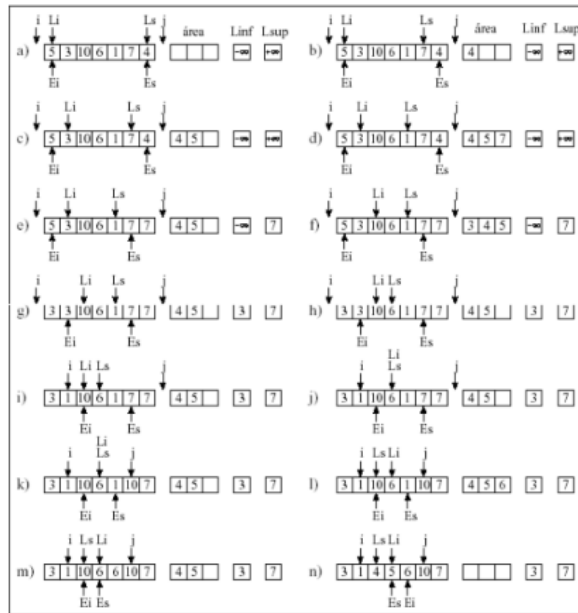 i Li Ls j área Linf Lsup
a) 5 3 10 6 1 7 4 -∞ +∞
Ei Es
i Li Ls j área Linf Lsup
b) 5 3 10 6 1 7 4 4 -∞ +∞
Ei Es
i Li Ls j
c) 5 3 10 6 1 7 4 4 5 -∞ +∞
Ei Es
i Li Ls j
d) 5 3 10 6 1 7 4 4 5 7 -∞ +∞
Ei Es
i Li Ls j
e) 5 3 10 6 1 7 7 4 5 -∞ 7
Ei Es
i Li Ls j
f) 5 3 10 6 1 7 7 3 4 5 -∞ 7
Ei Es
i Li Ls j
g) 3 3 10 6 1 7 7 4 5 3 7
Ei Es
i Li Ls j
h) 3 3 10 6 1 7 7 4 5 3 7
Ei Es
i Li Ls j
i) 3 1 10 6 1 7 7 4 5 3 7
Ei Es
Li
i Ls j
j) 3 1 10 6 1 7 7 4 5 3 7
Ei Es
Li
i Ls j
k) 3 1 10 6 1 10 7 4 5 3 7
Ei Es
i Ls Li j
l) 3 1 10 6 1 10 7 4 5 6 3 7
Ei Es
i Ls Li j
m) 3 1 10 6 6 10 7 4 5 3 7
Ei Es
i Ls Li j
n) 3 1 4 5 6 10 7 3 7
Es Ei